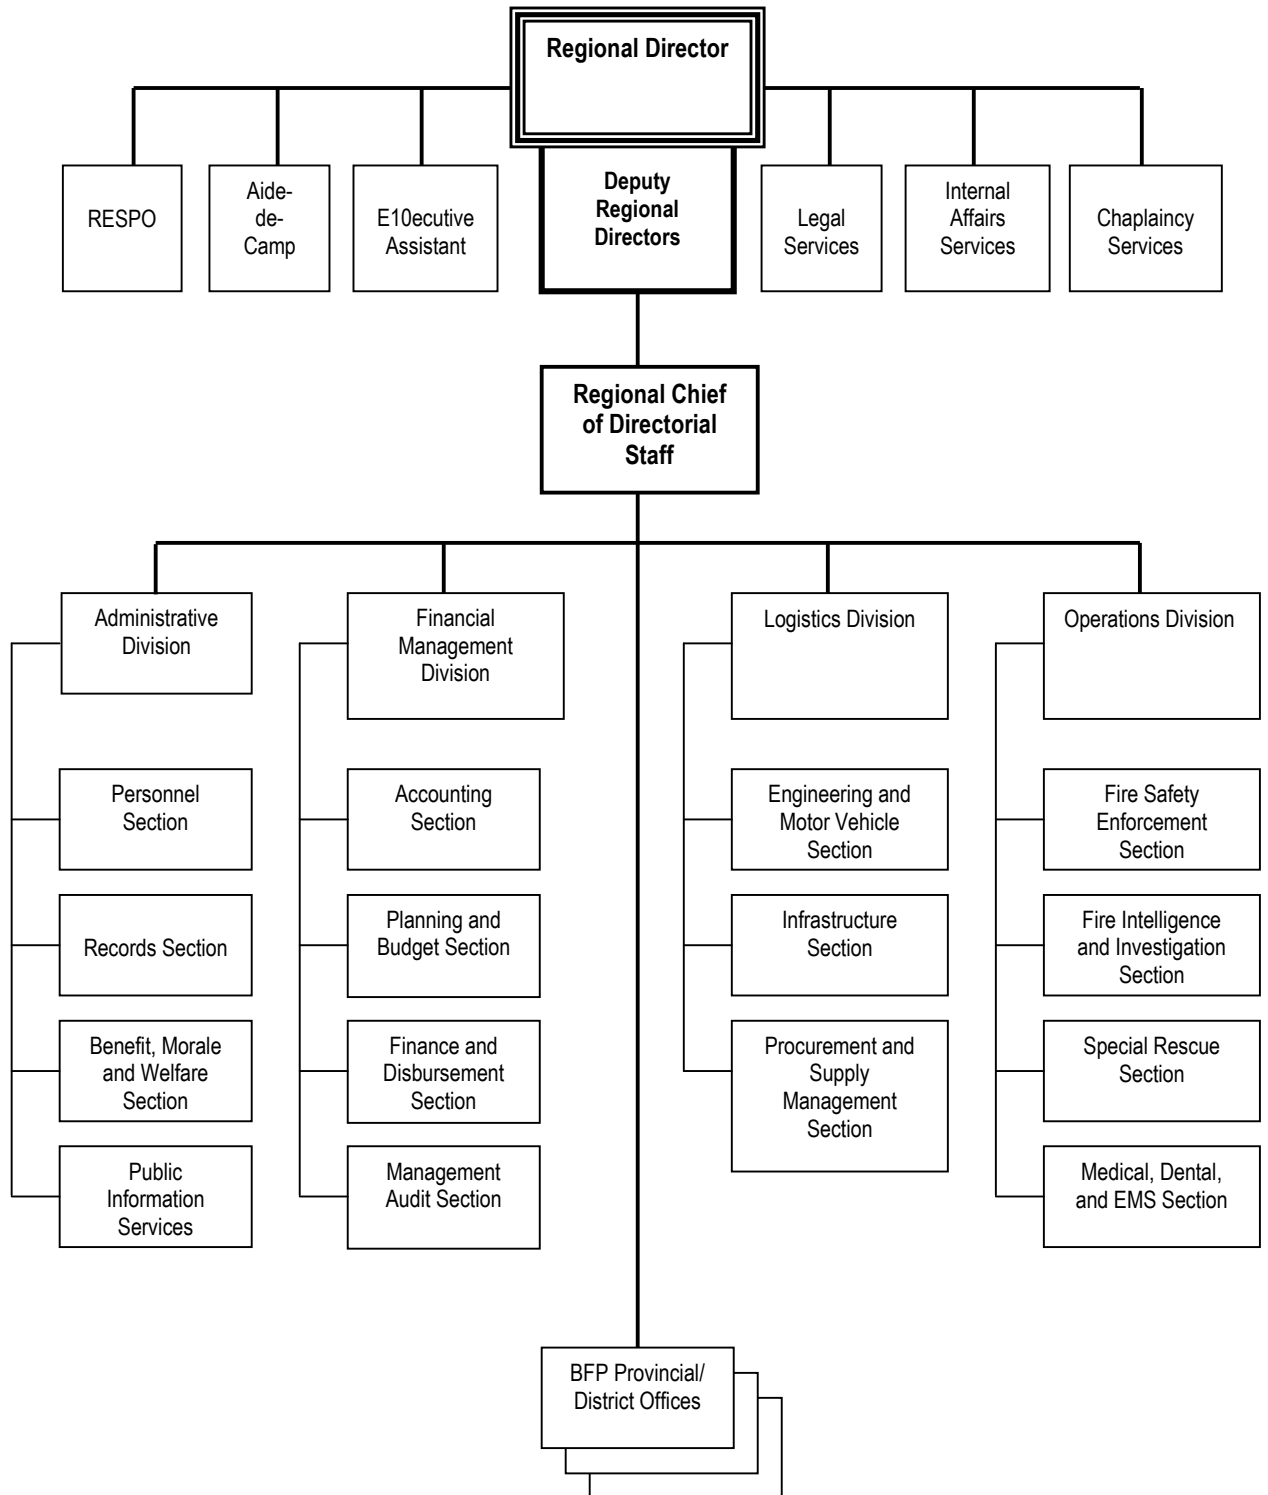 Regional Director
RESPO
Aide-
de-
Camp
E10ecutive
Assistant
Deputy
Regional
Directors
Legal
Services
Internal
Affairs
Services
Chaplaincy
Services
Regional Chief
of Directorial
Staff
Administrative
Division
Financial
Management
Division
Logistics Division
Operations Division
Personnel
Section
Accounting
Section
Engineering and
Motor Vehicle
Section
Fire Safety
Enforcement
Section
Records Section
Planning and
Budget Section
Infrastructure
Section
Fire Intelligence
and Investigation
Section
Benefit, Morale
and Welfare
Section
Finance and
Disbursement
Section
Procurement and
Supply
Management
Section
Special Rescue
Section
Public
Information
Services
Management
Audit Section
Medical, Dental,
and EMS Section
BFP Provincial/
District Offices